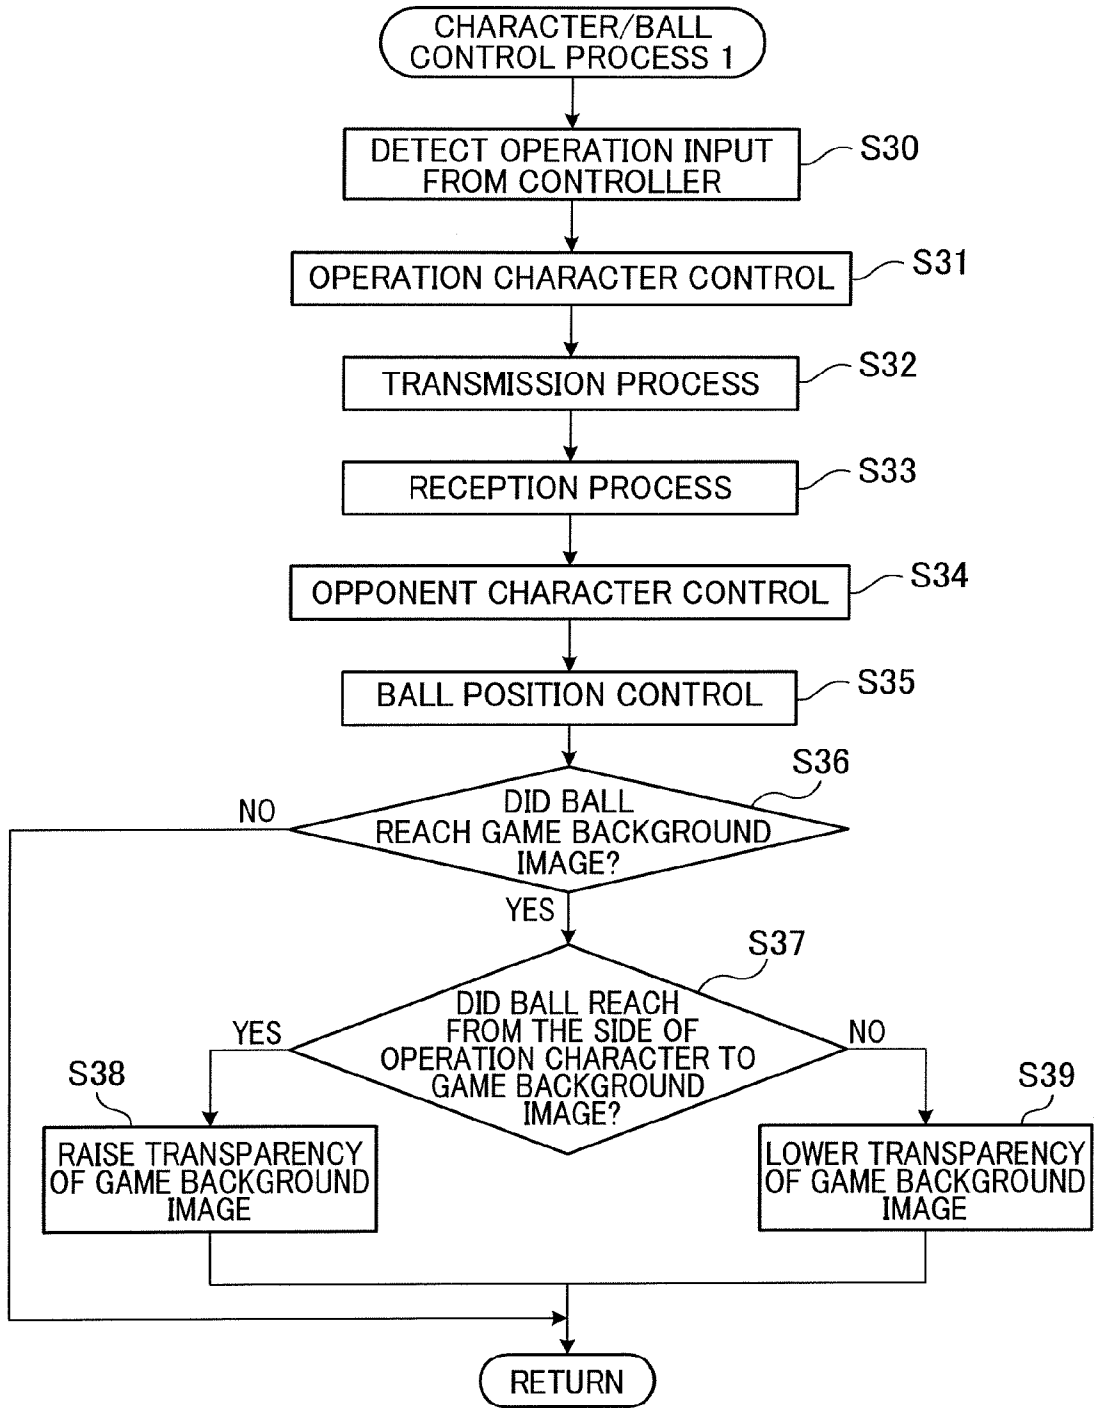 CHARACTER/BALL
CONTROL PROCESS 1
DETECT OPERATION INPUT
FROM CONTROLLER
S30
OPERATION CHARACTER CONTROL
S31
TRANSMISSION PROCESS
S32
RECEPTION PROCESS
S33
OPPONENT CHARACTER CONTROL
S34
BALL POSITION CONTROL
S35
S36
NO
DID BALL
REACH GAME BACKGROUND
IMAGE?
YES
S37
YES
DID BALL REACH
FROM THE SIDE OF
OPERATION CHARACTER TO
GAME BACKGROUND
IMAGE?
NO
S38
RAISE TRANSPARENCY
OF GAME BACKGROUND
IMAGE
S39
LOWER TRANSPARENCY
OF GAME BACKGROUND
IMAGE
RETURN